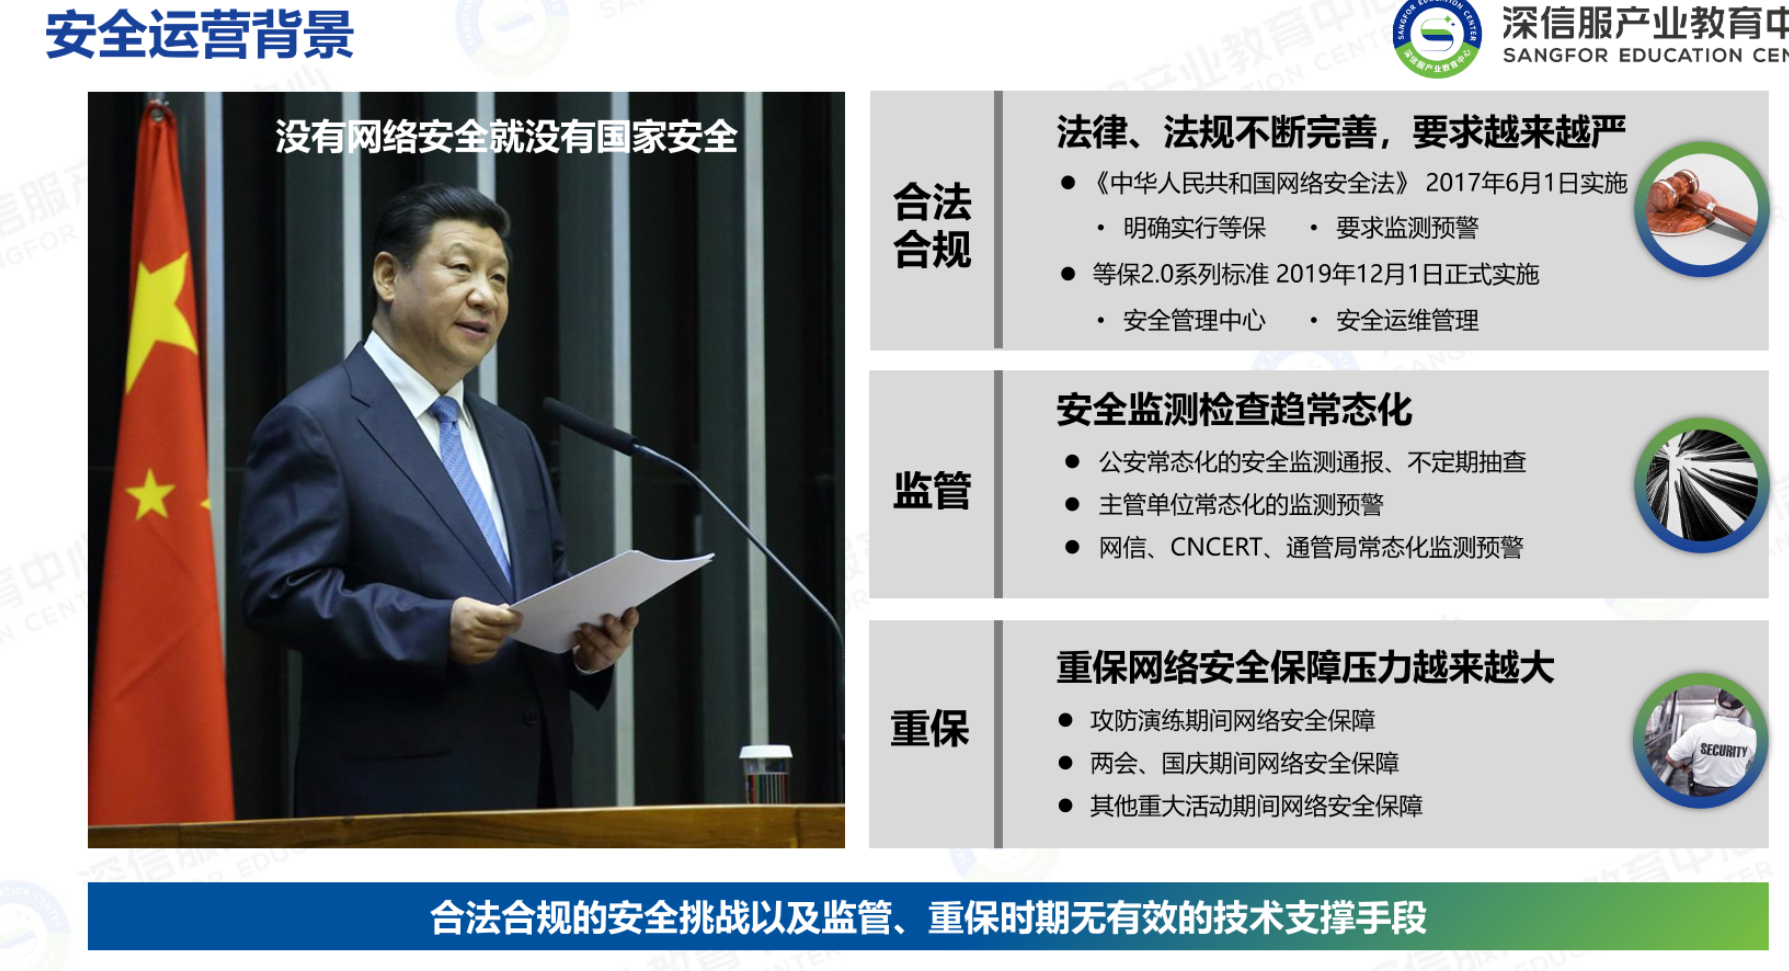 安全运营背景
深信服产业教育中
SANGFOR EDUCATION CEN
没有网络安全就没有国家安全
合法
合规
法律、法规不断完善，要求越来越严
● 《中华人民共和国网络安全法》 2017年6月1日实施
· 明确实行等保 · 要求监测预警
● 等保2.0系列标准 2019年12月1日正式实施
· 安全管理中心 · 安全运维管理
监管
安全监测检查趋常态化
● 公安常态化的安全监测通报、不定期抽查
● 主管单位常态化的监测预警
● 网信、CNCERT、通管局常态化监测预警
重保
重保网络安全保障压力越来越大
● 攻防演练期间网络安全保障
● 两会、国庆期间网络安全保障
● 其他重大活动期间网络安全保障
SECURITY
合法合规的安全挑战以及监管、重保时期无有效的技术支撑手段